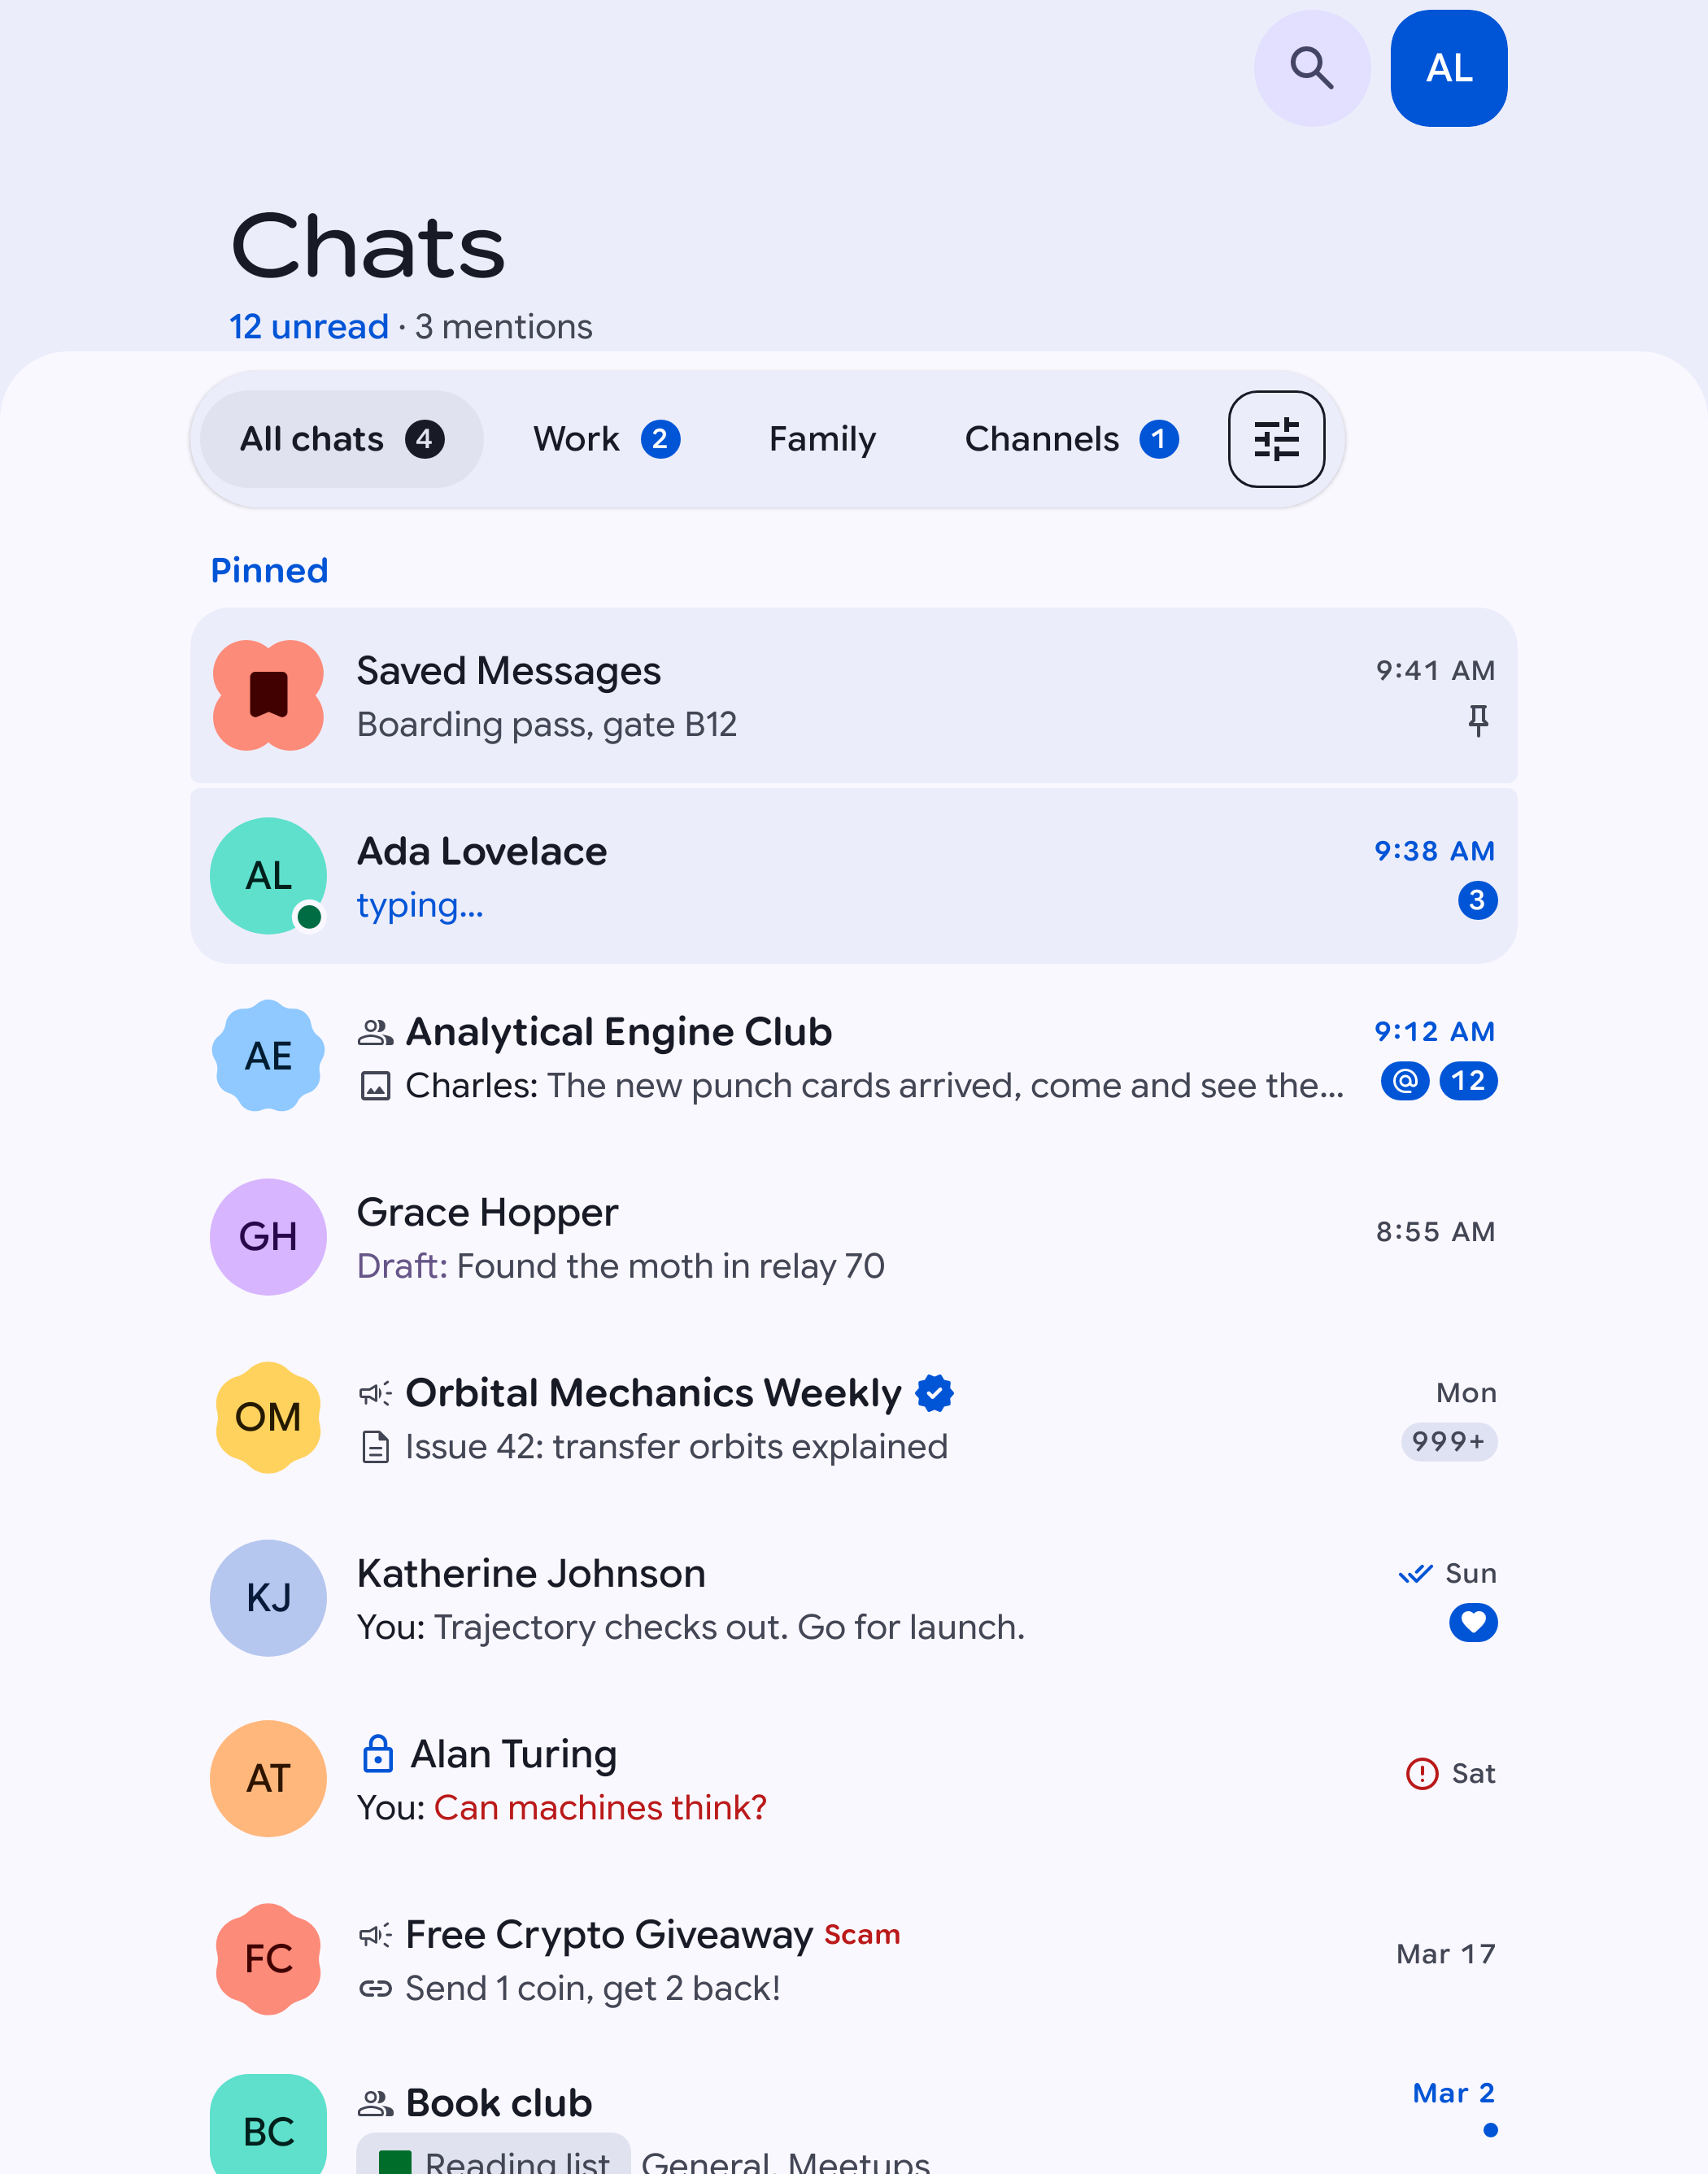 AL
Chats
12 unread · 3 mentions
All chats 4 Work 2 Family Channels 1
Pinned
Saved Messages 9:41 AM
Boarding pass, gate B12
AL Ada Lovelace 9:38 AM
typing... 3
AE Analytical Engine Club 9:12 AM
Charles: The new punch cards arrived, come and see the... @ 12
GH Grace Hopper 8:55 AM
Draft: Found the moth in relay 70
OM Orbital Mechanics Weekly Mon
Issue 42: transfer orbits explained 999+
KJ Katherine Johnson Sun
You: Trajectory checks out. Go for launch.
AT Alan Turing Sat
You: Can machines think?
FC Free Crypto Giveaway Scam Mar 17
Send 1 coin, get 2 back!
BC Book club Mar 2
Reading list General, Meetups